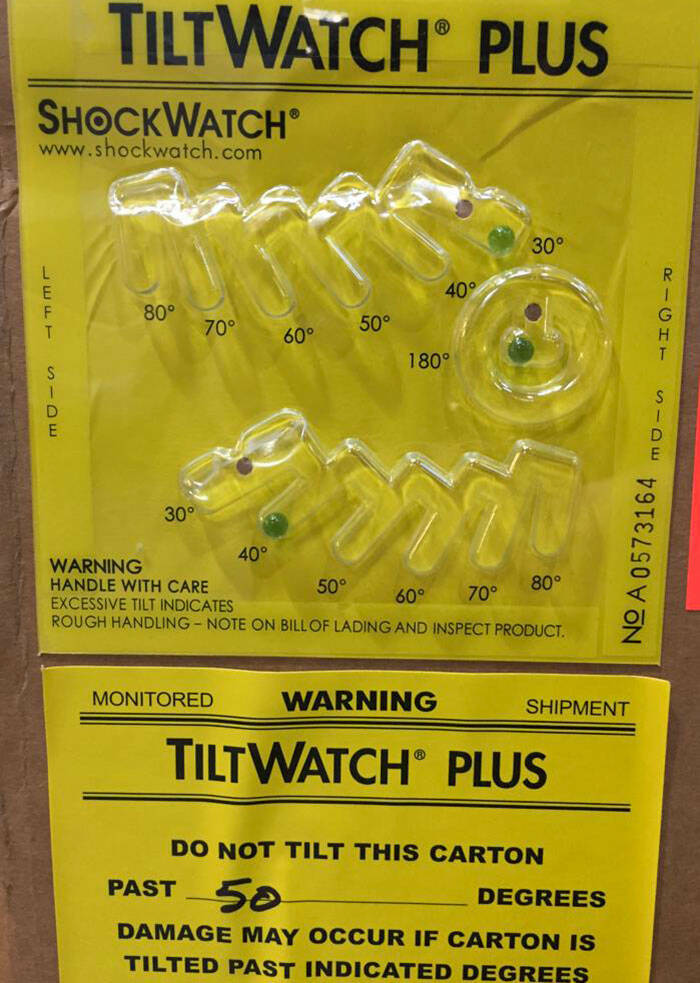 TILTWATCH® PLUS
SHOCKWATCH®
www.shockwatch.com
LEFT SIDE
30°
40°
80°
70°
60°
50°
180°
RIGHT SIDE
30°
40°
50°
60°
70°
80°
No A 0573164
WARNING
HANDLE WITH CARE
EXCESSIVE TILT INDICATES
ROUGH HANDLING – NOTE ON BILL OF LADING AND INSPECT PRODUCT.
MONITORED WARNING SHIPMENT
TILTWATCH® PLUS
DO NOT TILT THIS CARTON
PAST 50 DEGREES
DAMAGE MAY OCCUR IF CARTON IS
TILTED PAST INDICATED DEGREES